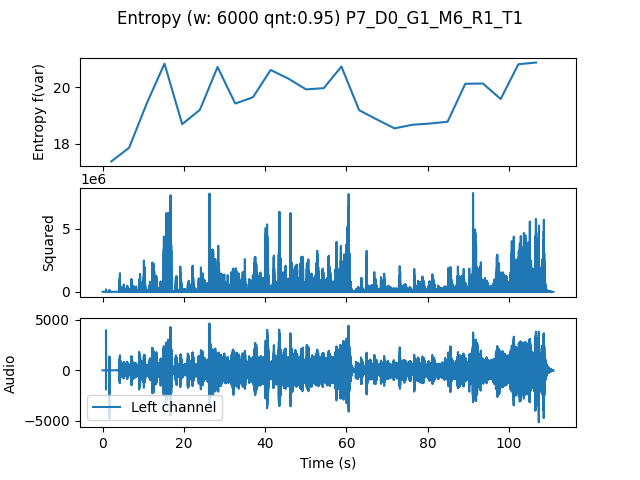 Entropy (w: 6000 qnt:0.95) P7_D0_G1_M6_R1_T1
Entropy f(var)
20
18
1e6
Squared
5
0
Audio
5000
0
−5000
Left channel
0 20 40 60 80 100
Time (s)